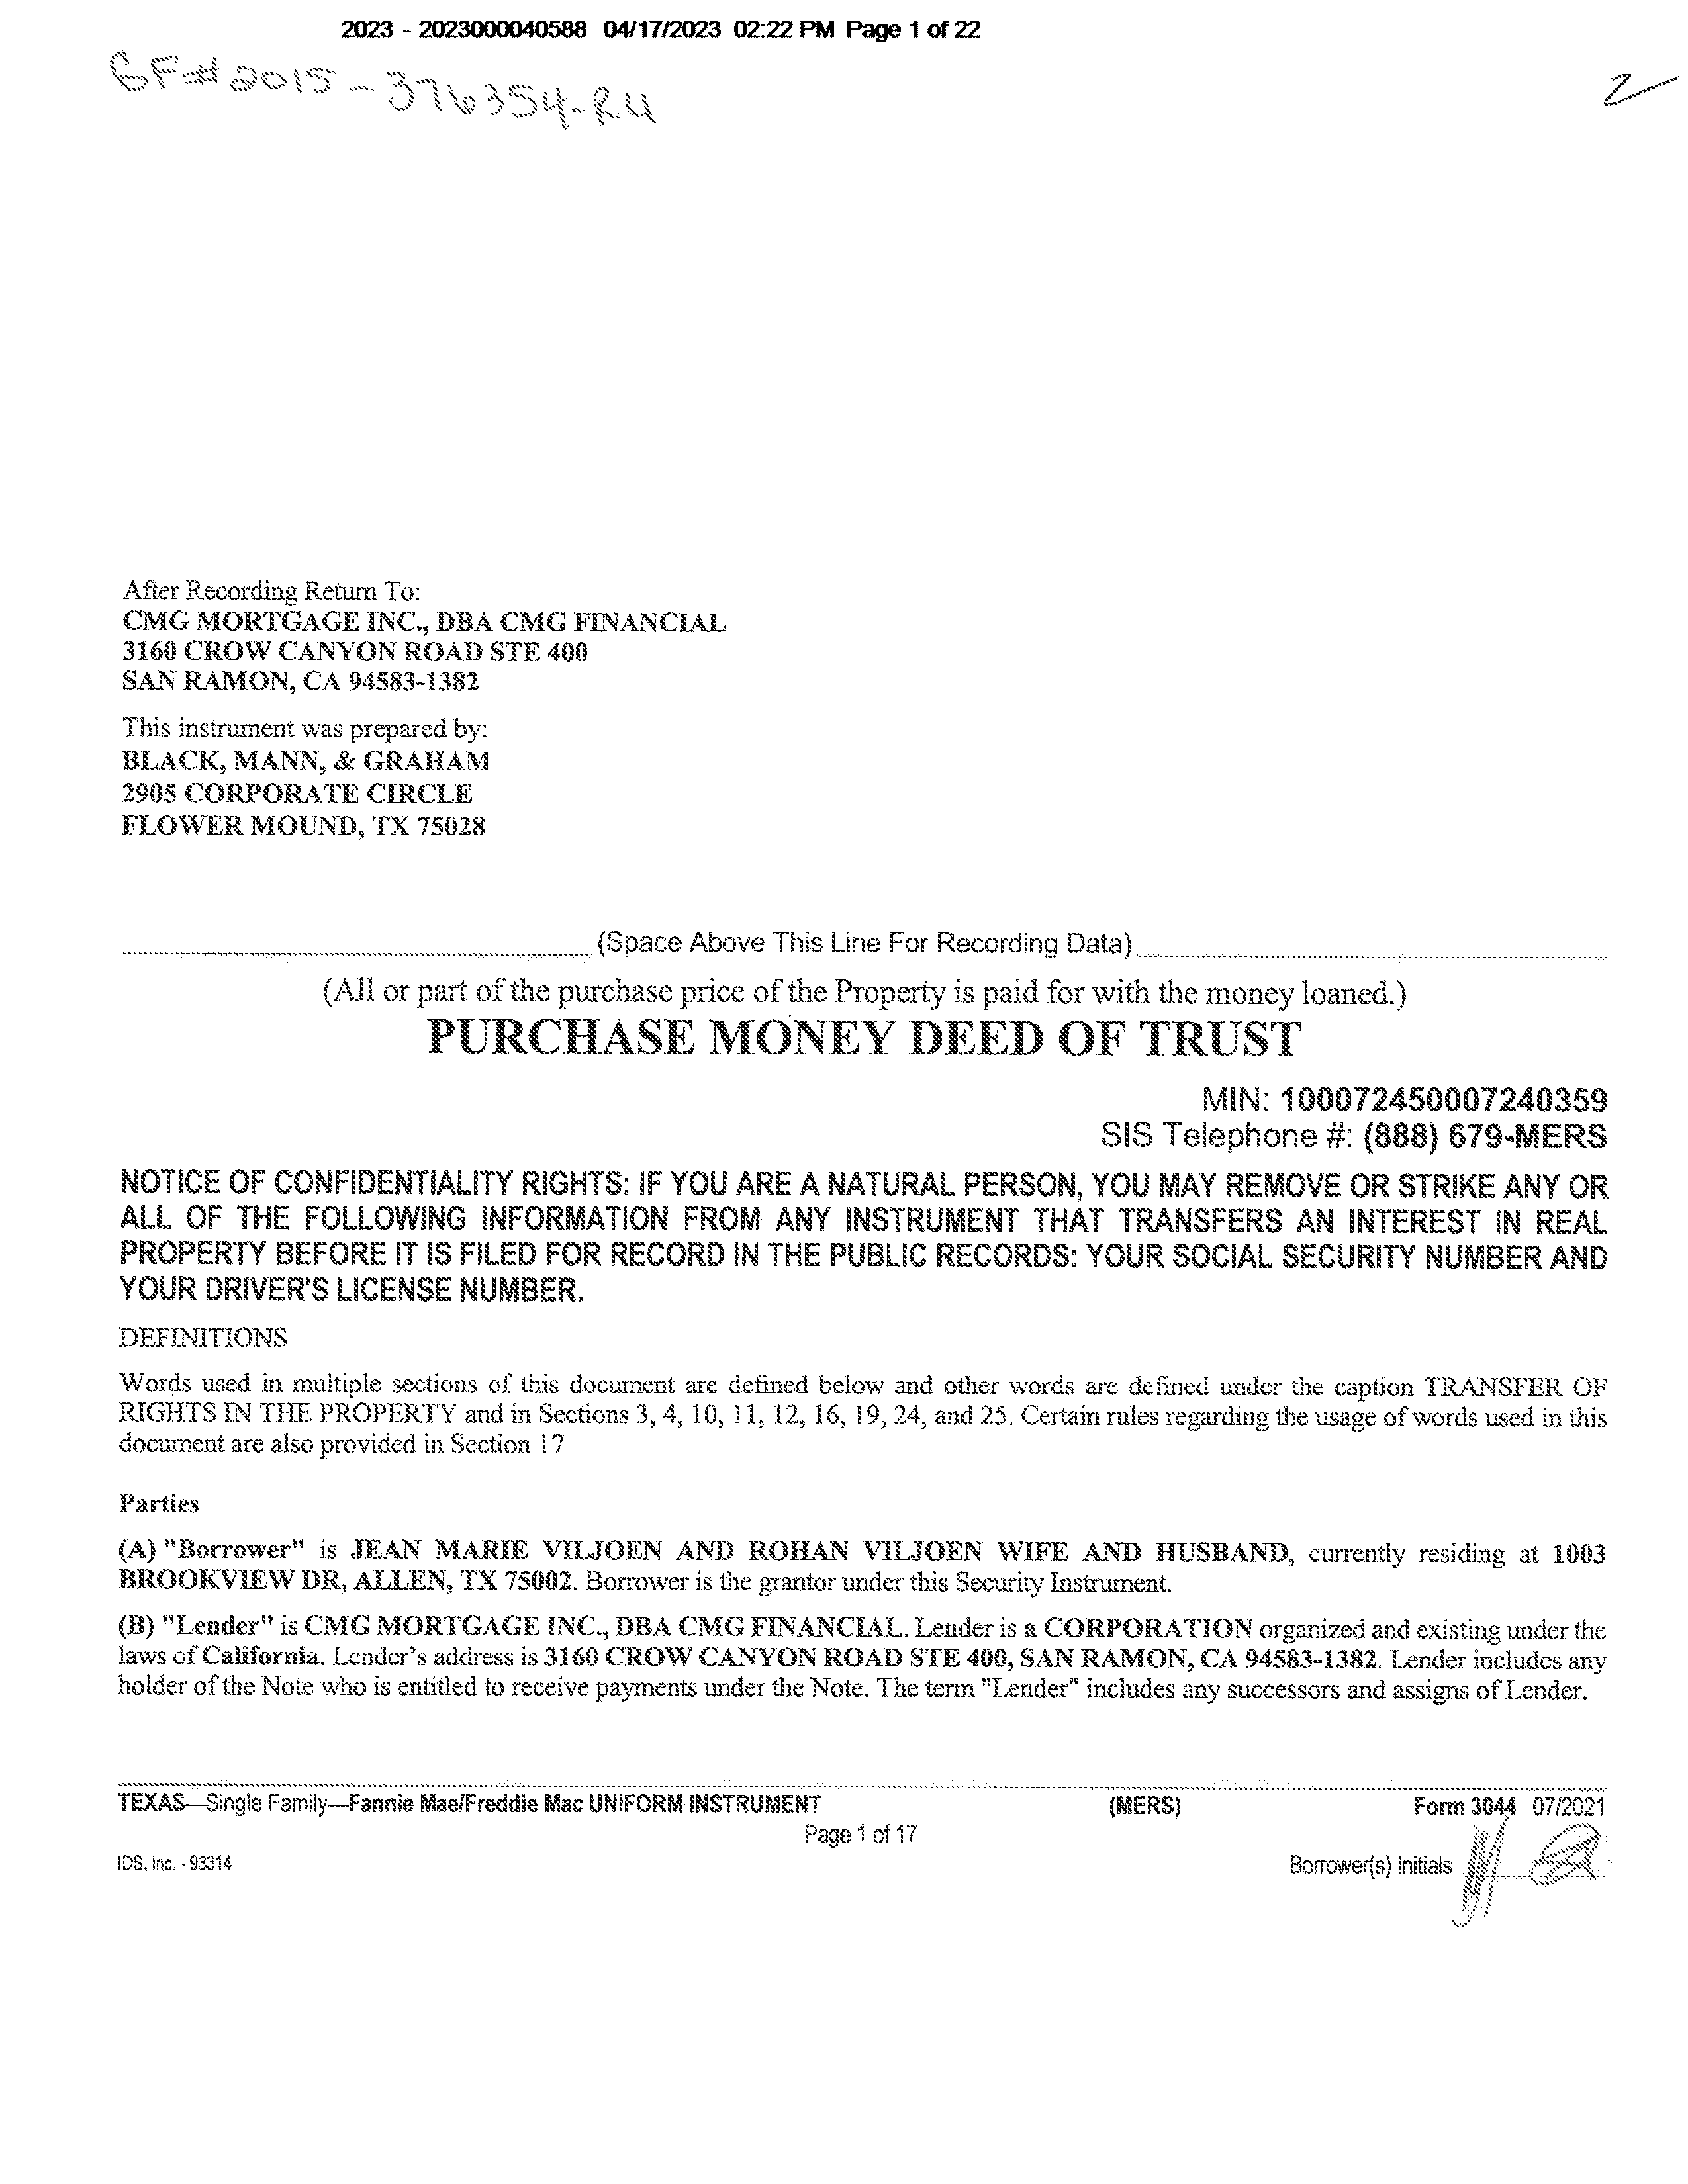 2023 - 2023000040588 04/17/2023 02:22 PM Page 1 of 22
GF# 2015-376354-RU
2
After Recording Return To:
CMG MORTGAGE INC., DBA CMG FINANCIAL
3160 CROW CANYON ROAD STE 400
SAN RAMON, CA 94583-1382
This instrument was prepared by:
BLACK, MANN, & GRAHAM
2905 CORPORATE CIRCLE
FLOWER MOUND, TX 75028
(Space Above This Line For Recording Data)
(All or part of the purchase price of the Property is paid for with the money loaned.)
PURCHASE MONEY DEED OF TRUST
MIN: 100072450007240359
SIS Telephone #: (888) 679-MERS
NOTICE OF CONFIDENTIALITY RIGHTS: IF YOU ARE A NATURAL PERSON, YOU MAY REMOVE OR STRIKE ANY OR
ALL OF THE FOLLOWING INFORMATION FROM ANY INSTRUMENT THAT TRANSFERS AN INTEREST IN REAL
PROPERTY BEFORE IT IS FILED FOR RECORD IN THE PUBLIC RECORDS: YOUR SOCIAL SECURITY NUMBER AND
YOUR DRIVER'S LICENSE NUMBER.
DEFINITIONS
Words used in multiple sections of this document are defined below and other words are defined under the caption TRANSFER OF
RIGHTS IN THE PROPERTY and in Sections 3, 4, 10, 11, 12, 16, 19, 24, and 25. Certain rules regarding the usage of words used in this
document are also provided in Section 17.
Parties
(A) "Borrower" is JEAN MARIE VILJOEN AND ROHAN VILJOEN WIFE AND HUSBAND, currently residing at 1003
BROOKVIEW DR, ALLEN, TX 75002. Borrower is the grantor under this Security Instrument.
(B) "Lender" is CMG MORTGAGE INC., DBA CMG FINANCIAL. Lender is a CORPORATION organized and existing under the
laws of California. Lender's address is 3160 CROW CANYON ROAD STE 400, SAN RAMON, CA 94583-1382. Lender includes any
holder of the Note who is entitled to receive payments under the Note. The term "Lender" includes any successors and assigns of Lender.
TEXAS—Single Family—Fannie Mae/Freddie Mac UNIFORM INSTRUMENT (MERS) Form 3044 07/2021
Page 1 of 17
IDS, Inc. - 93314 Borrower(s) Initials